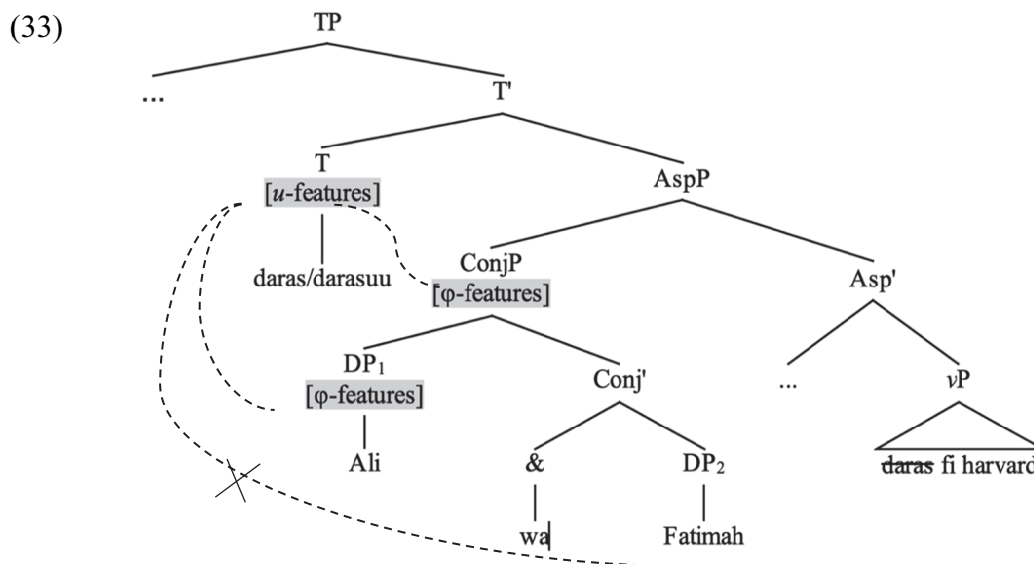 (33)
TP
...
T'
T
[u-features]
AspP
daras/darasuu
ConjP
[φ-features]
Asp'
DP₁
[φ-features]
Conj'
...
vP
Ali
&
DP₂
daras fi harvard
wa
Fatimah